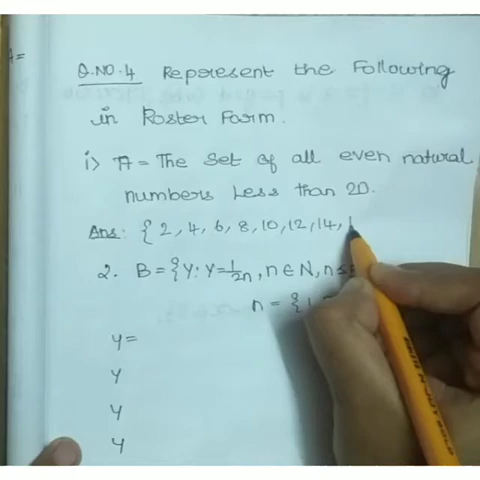 A=
Q.NO.4 Represent the Following
in Roster Form.
i) A = The Set of all even natural
numbers Less than 20.
Ans: { 2, 4, 6, 8, 10, 12, 14, 1
2. B = {Y: Y = 1/2n, n ∈ N, n ≤
n = { 1,
y =
y
y
y